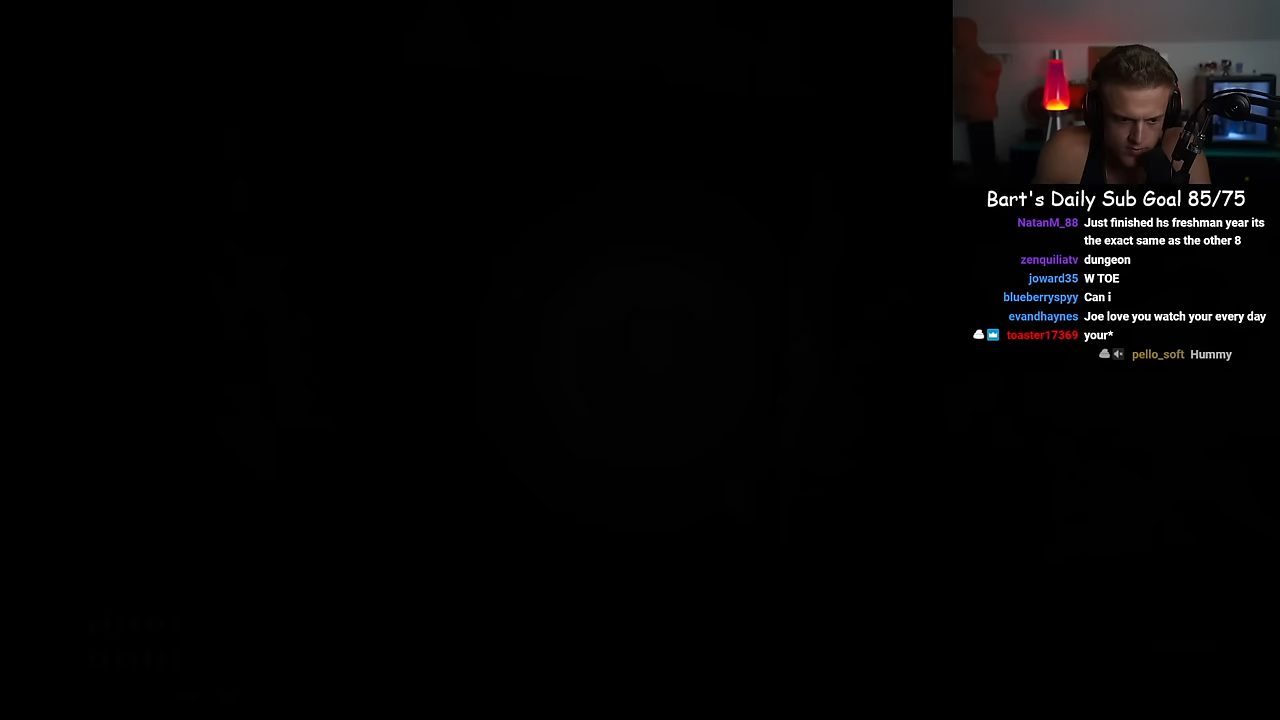 Bart's Daily Sub Goal 85/75
NatanM_88 Just finished hs freshman year its
the exact same as the other 8
zenquiliatv dungeon
joward35 W TOE
blueberryspyy Can i
evandhaynes Joe love you watch your every day
toaster17369 your*
pello_soft Hummy